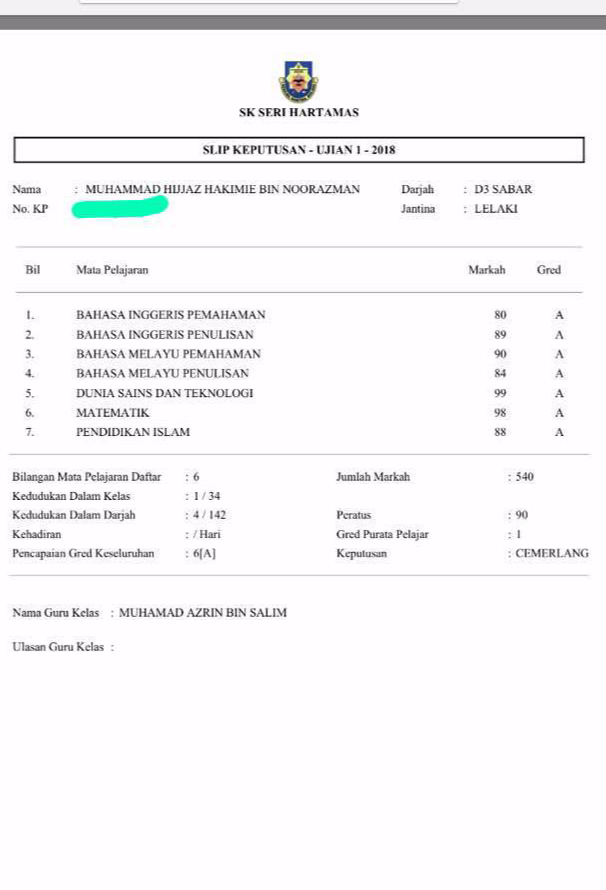 SK SERI HARTAMAS
SLIP KEPUTUSAN - UJIAN 1 - 2018
Nama : MUHAMMAD HIJJAZ HAKIMIE BIN NOORAZMAN Darjah : D3 SABAR
No. KP Jantina : LELAKI
Bil Mata Pelajaran Markah Gred
1. BAHASA INGGERIS PEMAHAMAN 80 A
2. BAHASA INGGERIS PENULISAN 89 A
3. BAHASA MELAYU PEMAHAMAN 90 A
4. BAHASA MELAYU PENULISAN 84 A
5. DUNIA SAINS DAN TEKNOLOGI 99 A
6. MATEMATIK 98 A
7. PENDIDIKAN ISLAM 88 A
Bilangan Mata Pelajaran Daftar : 6 Jumlah Markah : 540
Kedudukan Dalam Kelas : 1 / 34
Kedudukan Dalam Darjah : 4 / 142 Peratus : 90
Kehadiran : / Hari Gred Purata Pelajar : 1
Pencapaian Gred Keseluruhan : 6[A] Keputusan : CEMERLANG
Nama Guru Kelas : MUHAMAD AZRIN BIN SALIM
Ulasan Guru Kelas :